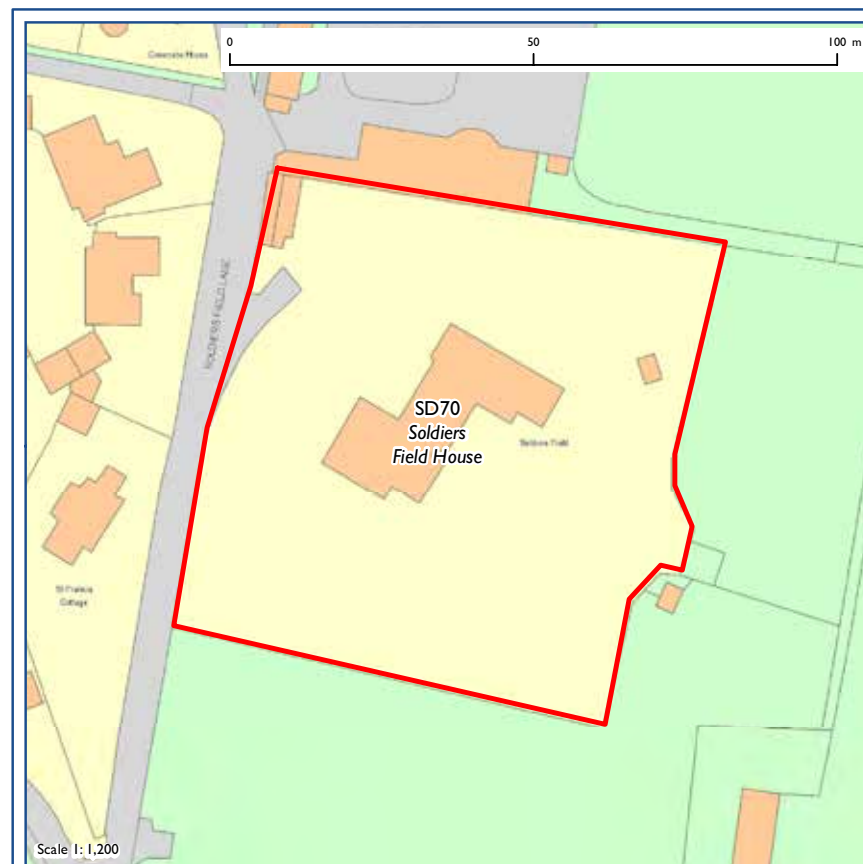 0
50
100 m
SOLDIERS FIELD LANE
SD70
Soldiers
Field House
Soldiers Field
St Francis
Cottage
Scale 1: 1,200